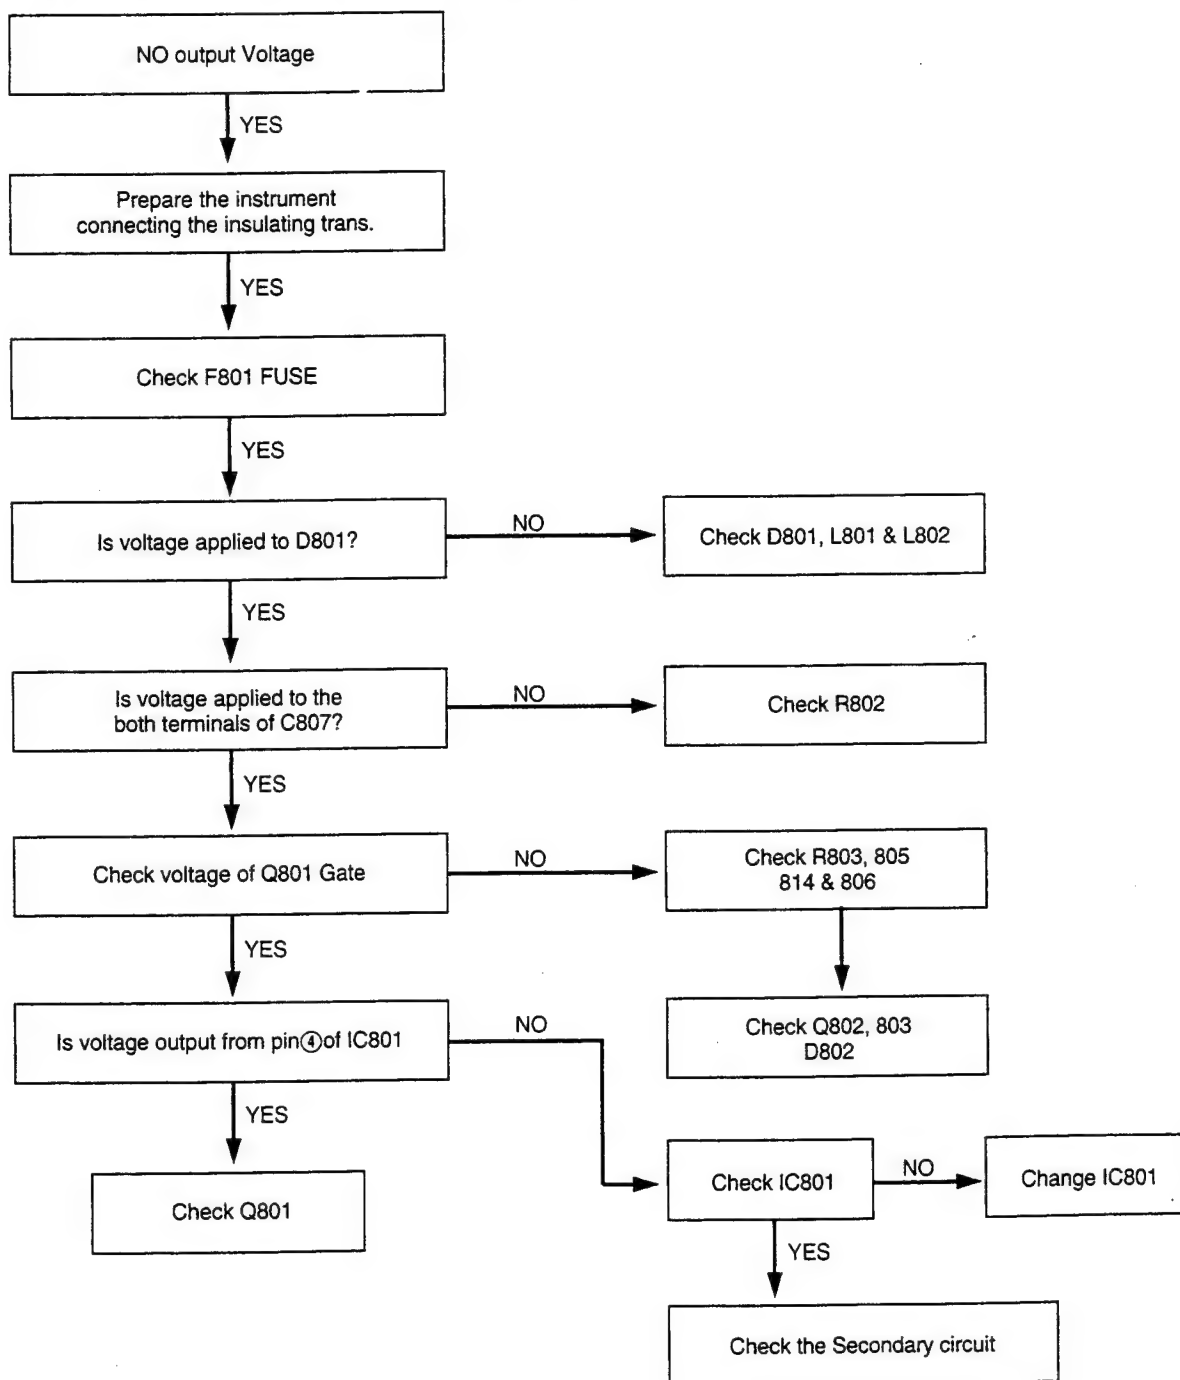 NO output Voltage
YES
Prepare the instrument
connecting the insulating trans.
YES
Check F801 FUSE
YES
Is voltage applied to D801?
NO
Check D801, L801 & L802
YES
Is voltage applied to the
both terminals of C807?
NO
Check R802
YES
Check voltage of Q801 Gate
NO
Check R803, 805
814 & 806
YES
Is voltage output from pin④of IC801
NO
Check Q802, 803
D802
YES
Check Q801
Check IC801
NO
Change IC801
YES
Check the Secondary circuit